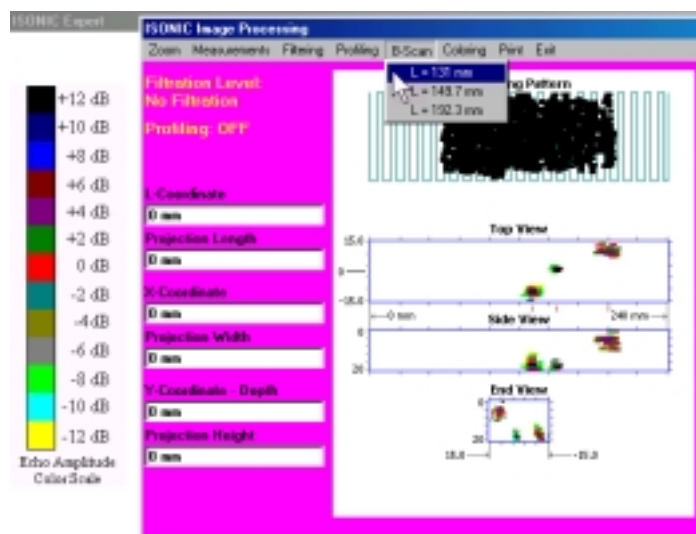 ISONIC Expert
ISONIC Image Processing
Zoom Measurements Filtering Profiling B-Scan Coloring Print Exit
L = 131 mm
L = 149.7 mm
L = 192.3 mm
Filtration Level:
No Filtration
Profiling: OFF
+12 dB
+10 dB
+8 dB
+6 dB
+4 dB
+2 dB
0 dB
-2 dB
-4dB
-6 dB
-8 dB
-10 dB
-12 dB
Echo Amplitude
Color Scale
L-Coordinate
0 mm
Projection Length
0 mm
X-Coordinate
0 mm
Projection Width
0 mm
Y-Coordinate - Depth
0 mm
Projection Height
0 mm
Pattern
Top View
15.0
0
-15.0
0 mm
240 mm
Side View
0
20
End View
0
20
15.0
-15.0